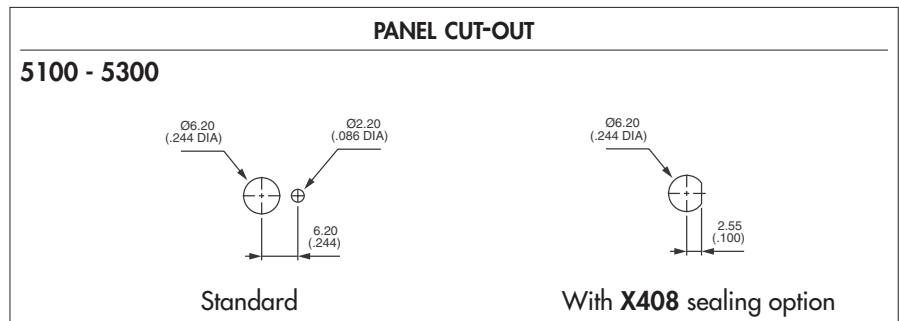 PANEL CUT-OUT
5100 - 5300
Ø6.20
(.244 DIA)
Ø2.20
(.086 DIA)
6.20
(.244)
Standard
Ø6.20
(.244 DIA)
2.55
(.100)
With X408 sealing option